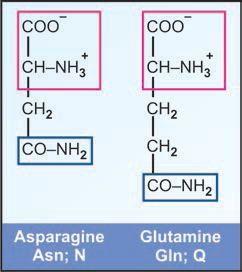 COO⁻
CH–NH₃⁺
CH₂
CO–NH₂
Asparagine
Asn; N
COO⁻
CH–NH₃⁺
CH₂
CH₂
CO–NH₂
Glutamine
Gln; Q